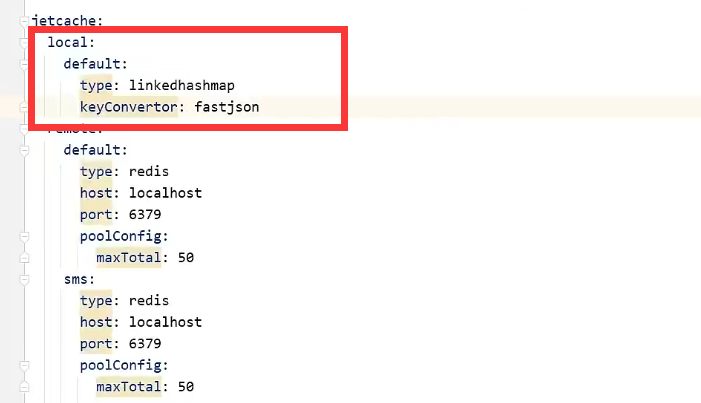 jetcache:
local:
default:
type: linkedhashmap
keyConvertor: fastjson
remote:
default:
type: redis
host: localhost
port: 6379
poolConfig:
maxTotal: 50
sms:
type: redis
host: localhost
port: 6379
poolConfig:
maxTotal: 50